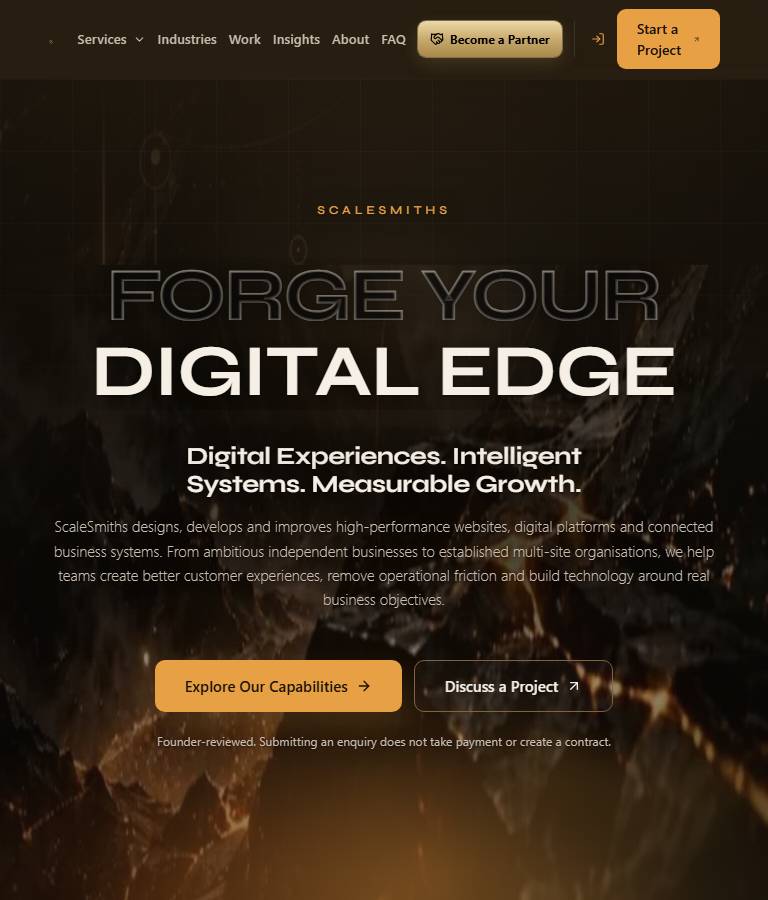 Services Industries Work Insights About FAQ Become a Partner Start a Project
SCALESMITHS
FORGE YOUR
DIGITAL EDGE
Digital Experiences. Intelligent
Systems. Measurable Growth.
ScaleSmiths designs, develops and improves high-performance websites, digital platforms and connected
business systems. From ambitious independent businesses to established multi-site organisations, we help
teams create better customer experiences, remove operational friction and build technology around real
business objectives.
Explore Our Capabilities
Discuss a Project
Founder-reviewed. Submitting an enquiry does not take payment or create a contract.